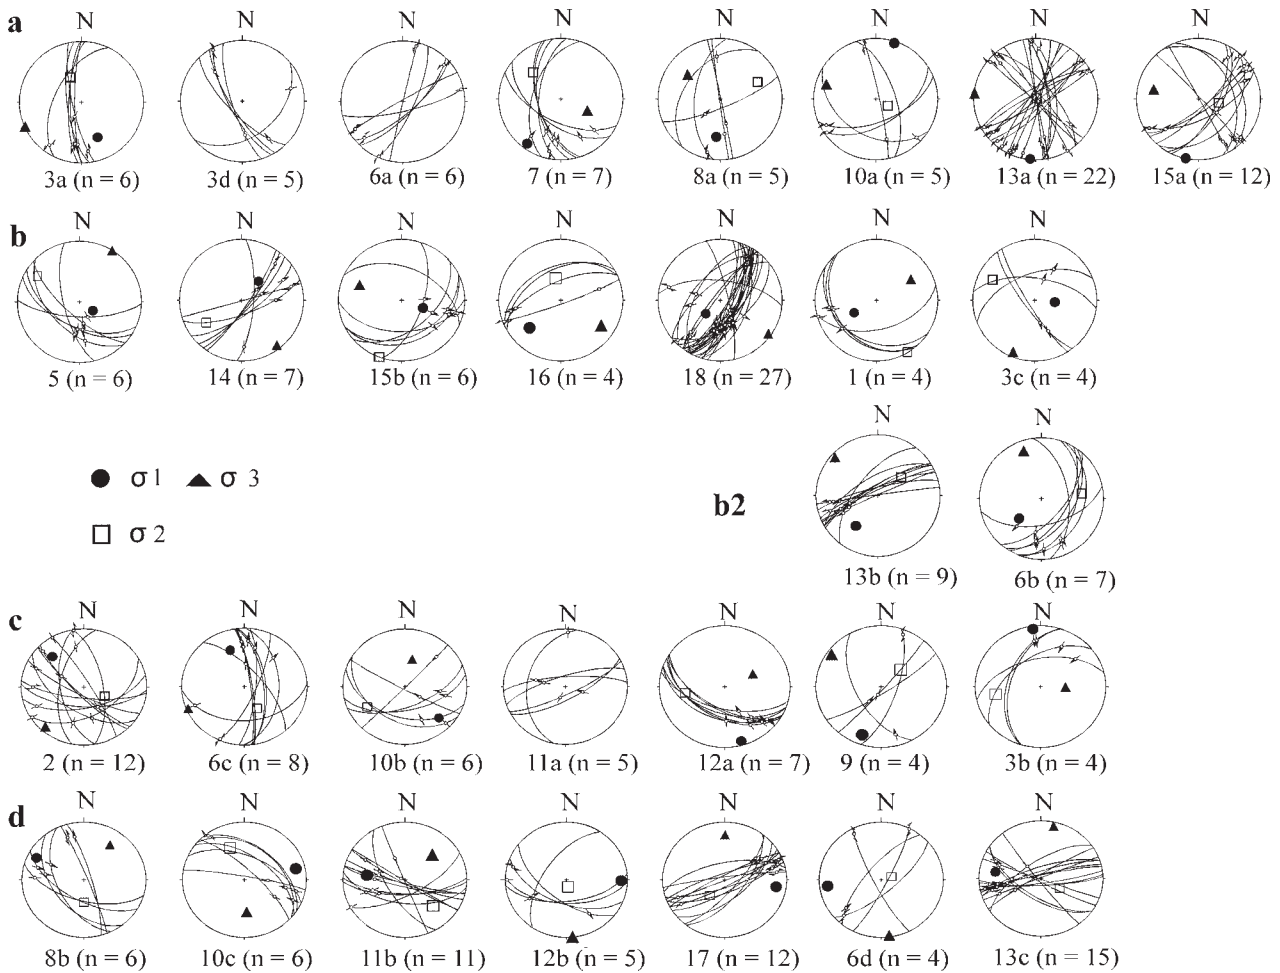 a N N N N N N N N
3a (n = 6) 3d (n = 5) 6a (n = 6) 7 (n = 7) 8a (n = 5) 10a (n = 5) 13a (n = 22) 15a (n = 12)
b N N N N N N N
5 (n = 6) 14 (n = 7) 15b (n = 6) 16 (n = 4) 18 (n = 27) 1 (n = 4) 3c (n = 4)
N N
σ 1 σ 3
b2
σ 2
13b (n = 9) 6b (n = 7)
c N N N N N N N
2 (n = 12) 6c (n = 8) 10b (n = 6) 11a (n = 5) 12a (n = 7) 9 (n = 4) 3b (n = 4)
d N N N N N N N
8b (n = 6) 10c (n = 6) 11b (n = 11) 12b (n = 5) 17 (n = 12) 6d (n = 4) 13c (n = 15)